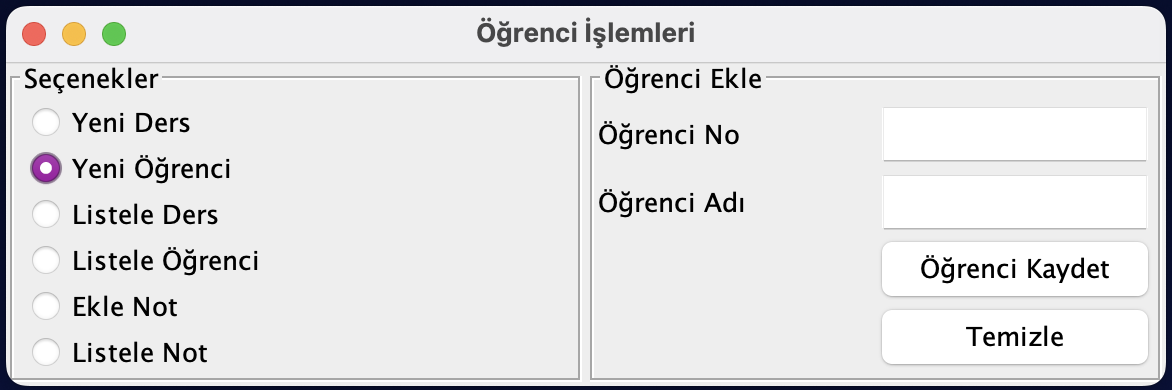 Öğrenci İşlemleri
Seçenekler
Yeni Ders
Yeni Öğrenci
Listele Ders
Listele Öğrenci
Ekle Not
Listele Not
Öğrenci Ekle
Öğrenci No
Öğrenci Adı
Öğrenci Kaydet
Temizle